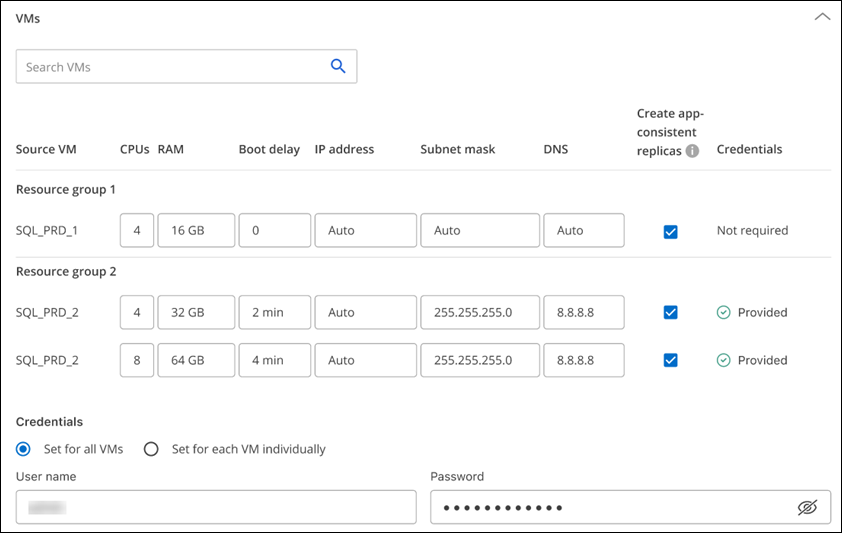 VMs
Search VMs
Create app-
consistent
replicas
Source VM CPUs RAM Boot delay IP address Subnet mask DNS Credentials
Resource group 1
SQL_PRD_1 4 16 GB 0 Auto Auto Auto Not required
Resource group 2
SQL_PRD_2 4 32 GB 2 min Auto 255.255.255.0 8.8.8.8 Provided
SQL_PRD_2 8 64 GB 4 min Auto 255.255.255.0 8.8.8.8 Provided
Credentials
Set for all VMs Set for each VM individually
User name Password